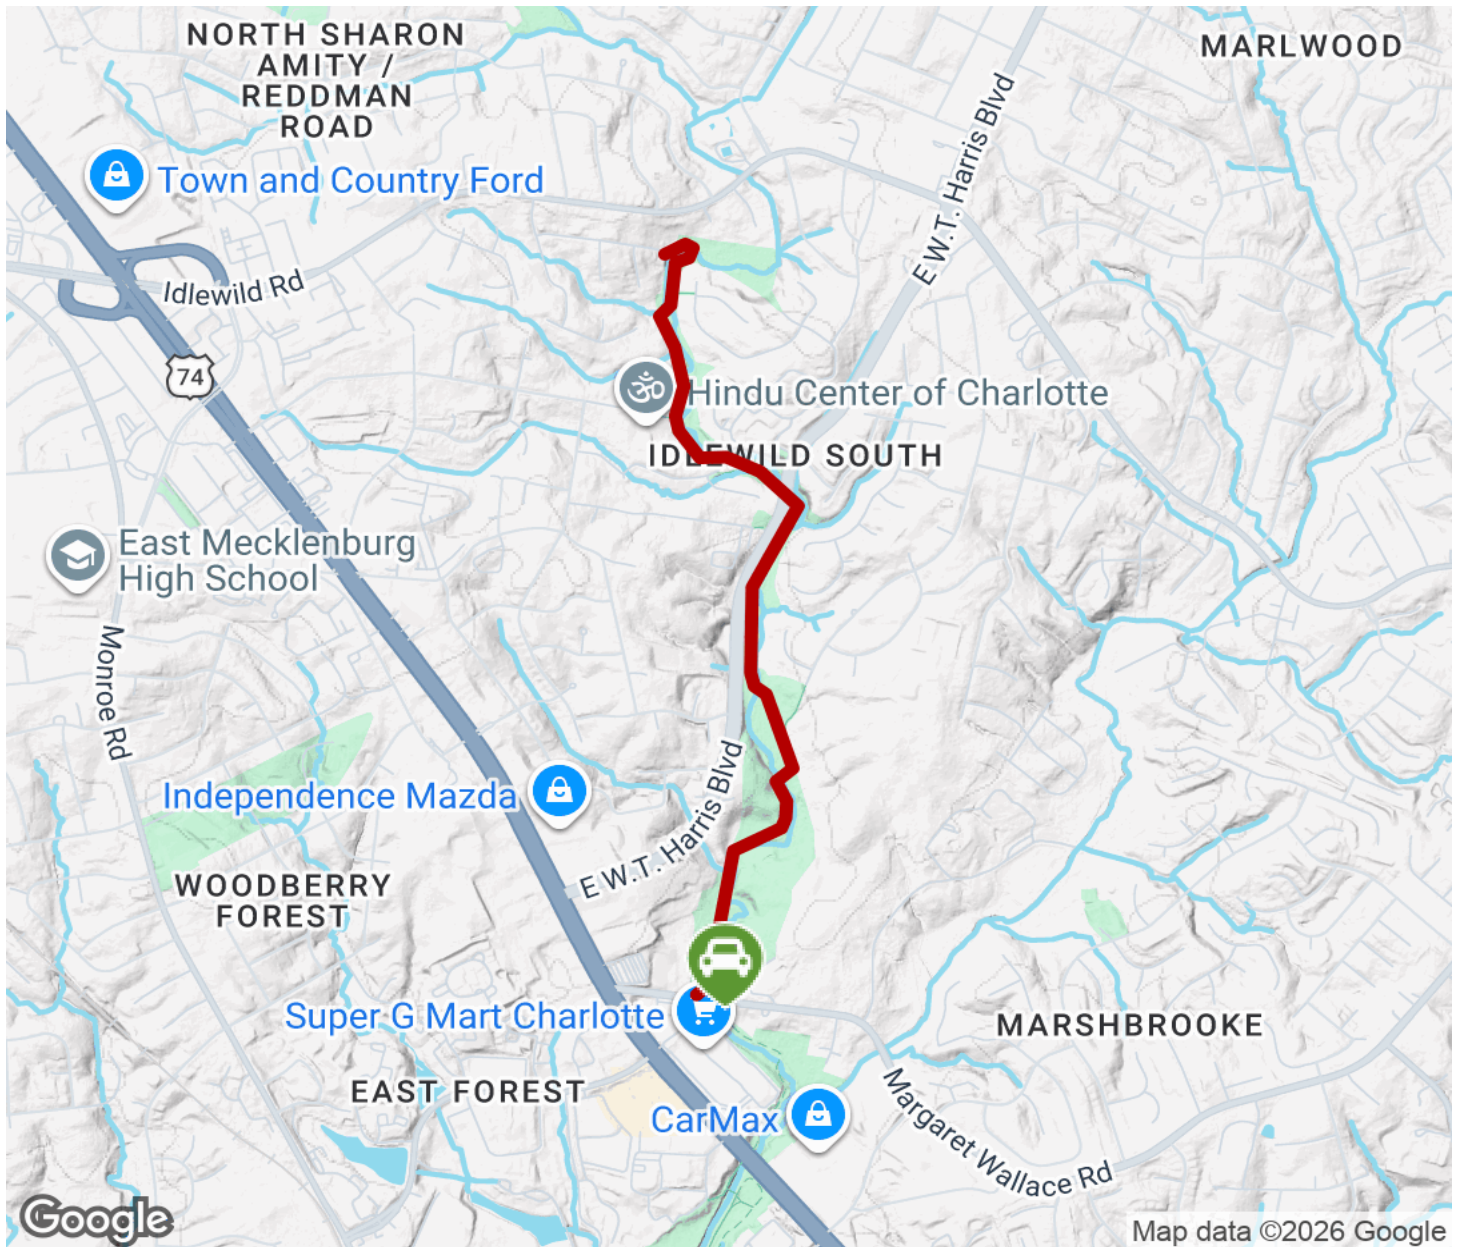 NORTH SHARON
AMITY /
REDDMAN
ROAD
MARLWOOD
E W.T. Harris Blvd
Town and Country Ford
Idlewild Rd
74
Hindu Center of Charlotte
IDLEWILD SOUTH
East Mecklenburg
High School
Monroe Rd
Independence Mazda
E W.T. Harris Blvd
WOODBERRY
FOREST
Super G Mart Charlotte
MARSHBROOKE
EAST FOREST
CarMax
Margaret Wallace Rd
Google
Map data ©2026 Google